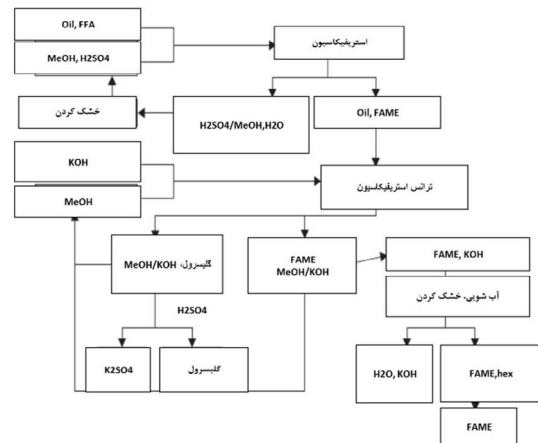 Oil, FFA
استریفیکاسیون
MeOH, H2SO4
خشک کردن
H2SO4/MeOH,H2O
Oil, FAME
KOH
ترانس استریفیکاسیون
MeOH
گلیسرول، MeOH/KOH
FAME
MeOH/KOH
FAME, KOH
آب شویی، خشک کردن
H2SO4
K2SO4
گلیسرول
H2O, KOH
FAME,hex
FAME